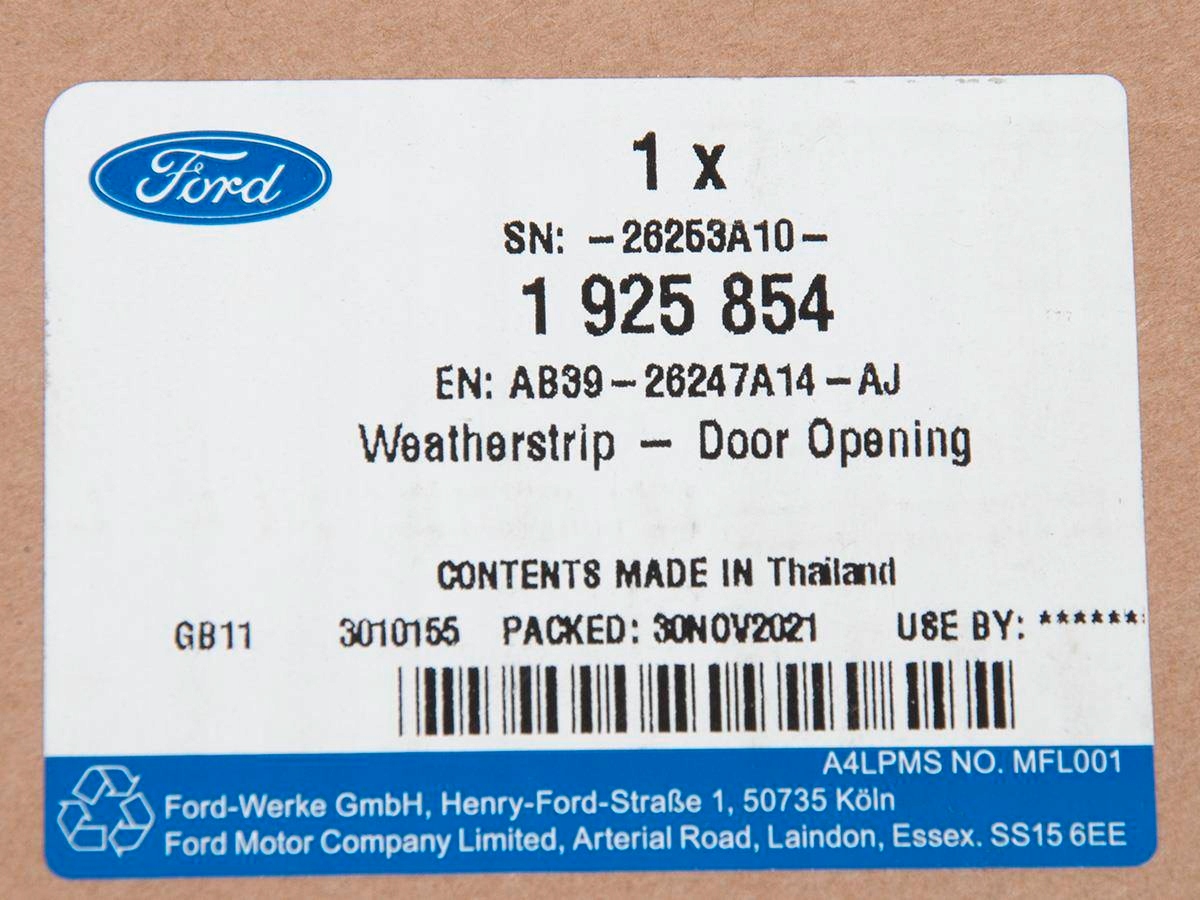 Ford
1 x
SN: -26253A10-
1 925 854
EN: AB39-26247A14-AJ
Weatherstrip - Door Opening
CONTENTS MADE IN Thailand
GB11 3010155 PACKED: 30NOV2021 USE BY: ******
A4LPMS NO. MFL001
Ford-Werke GmbH, Henry-Ford-Straße 1, 50735 Köln
Ford Motor Company Limited, Arterial Road, Laindon, Essex. SS15 6EE